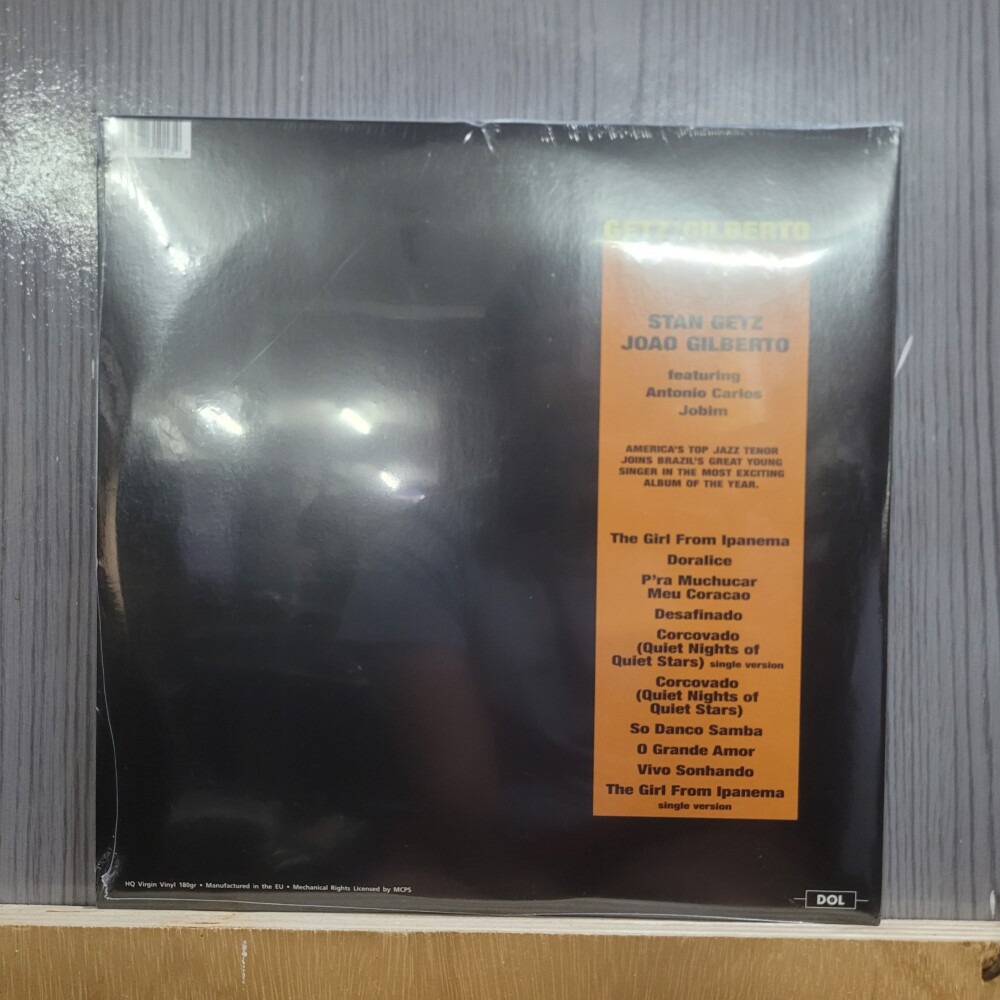 GETZ/GILBERTO
STAN GETZ
JOAO GILBERTO
featuring
Antonio Carlos
Jobim
AMERICA'S TOP JAZZ TENOR
JOINS BRAZIL'S GREAT YOUNG
SINGER IN THE MOST EXCITING
ALBUM OF THE YEAR.
The Girl From Ipanema
Doralice
P'ra Muchucar
Meu Coracao
Desafinado
Corcovado
(Quiet Nights of
Quiet Stars) single version
Corcovado
(Quiet Nights of
Quiet Stars)
So Danco Samba
O Grande Amor
Vivo Sonhando
The Girl From Ipanema
single version
HQ Virgin Vinyl 180gr • Manufactured in the EU • Mechanical Rights Licensed by MCPS
DOL